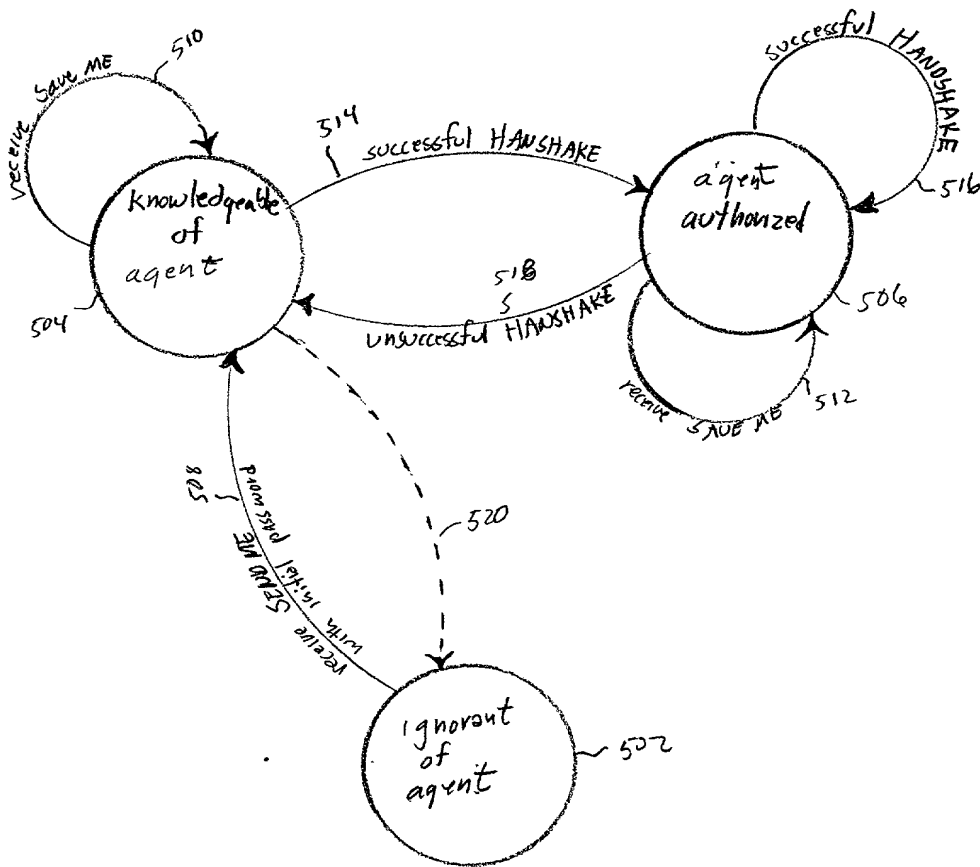 receive Save ME
510
knowledgeable
of
agent
504
514
successful HANSHAKE
successful HANDSHAKE
516
agent
authorized
506
518
unsuccessful HANSHAKE
receive SAVE ME
512
508
receive SEND ME
with initial password
520
ignorant
of
agent
502